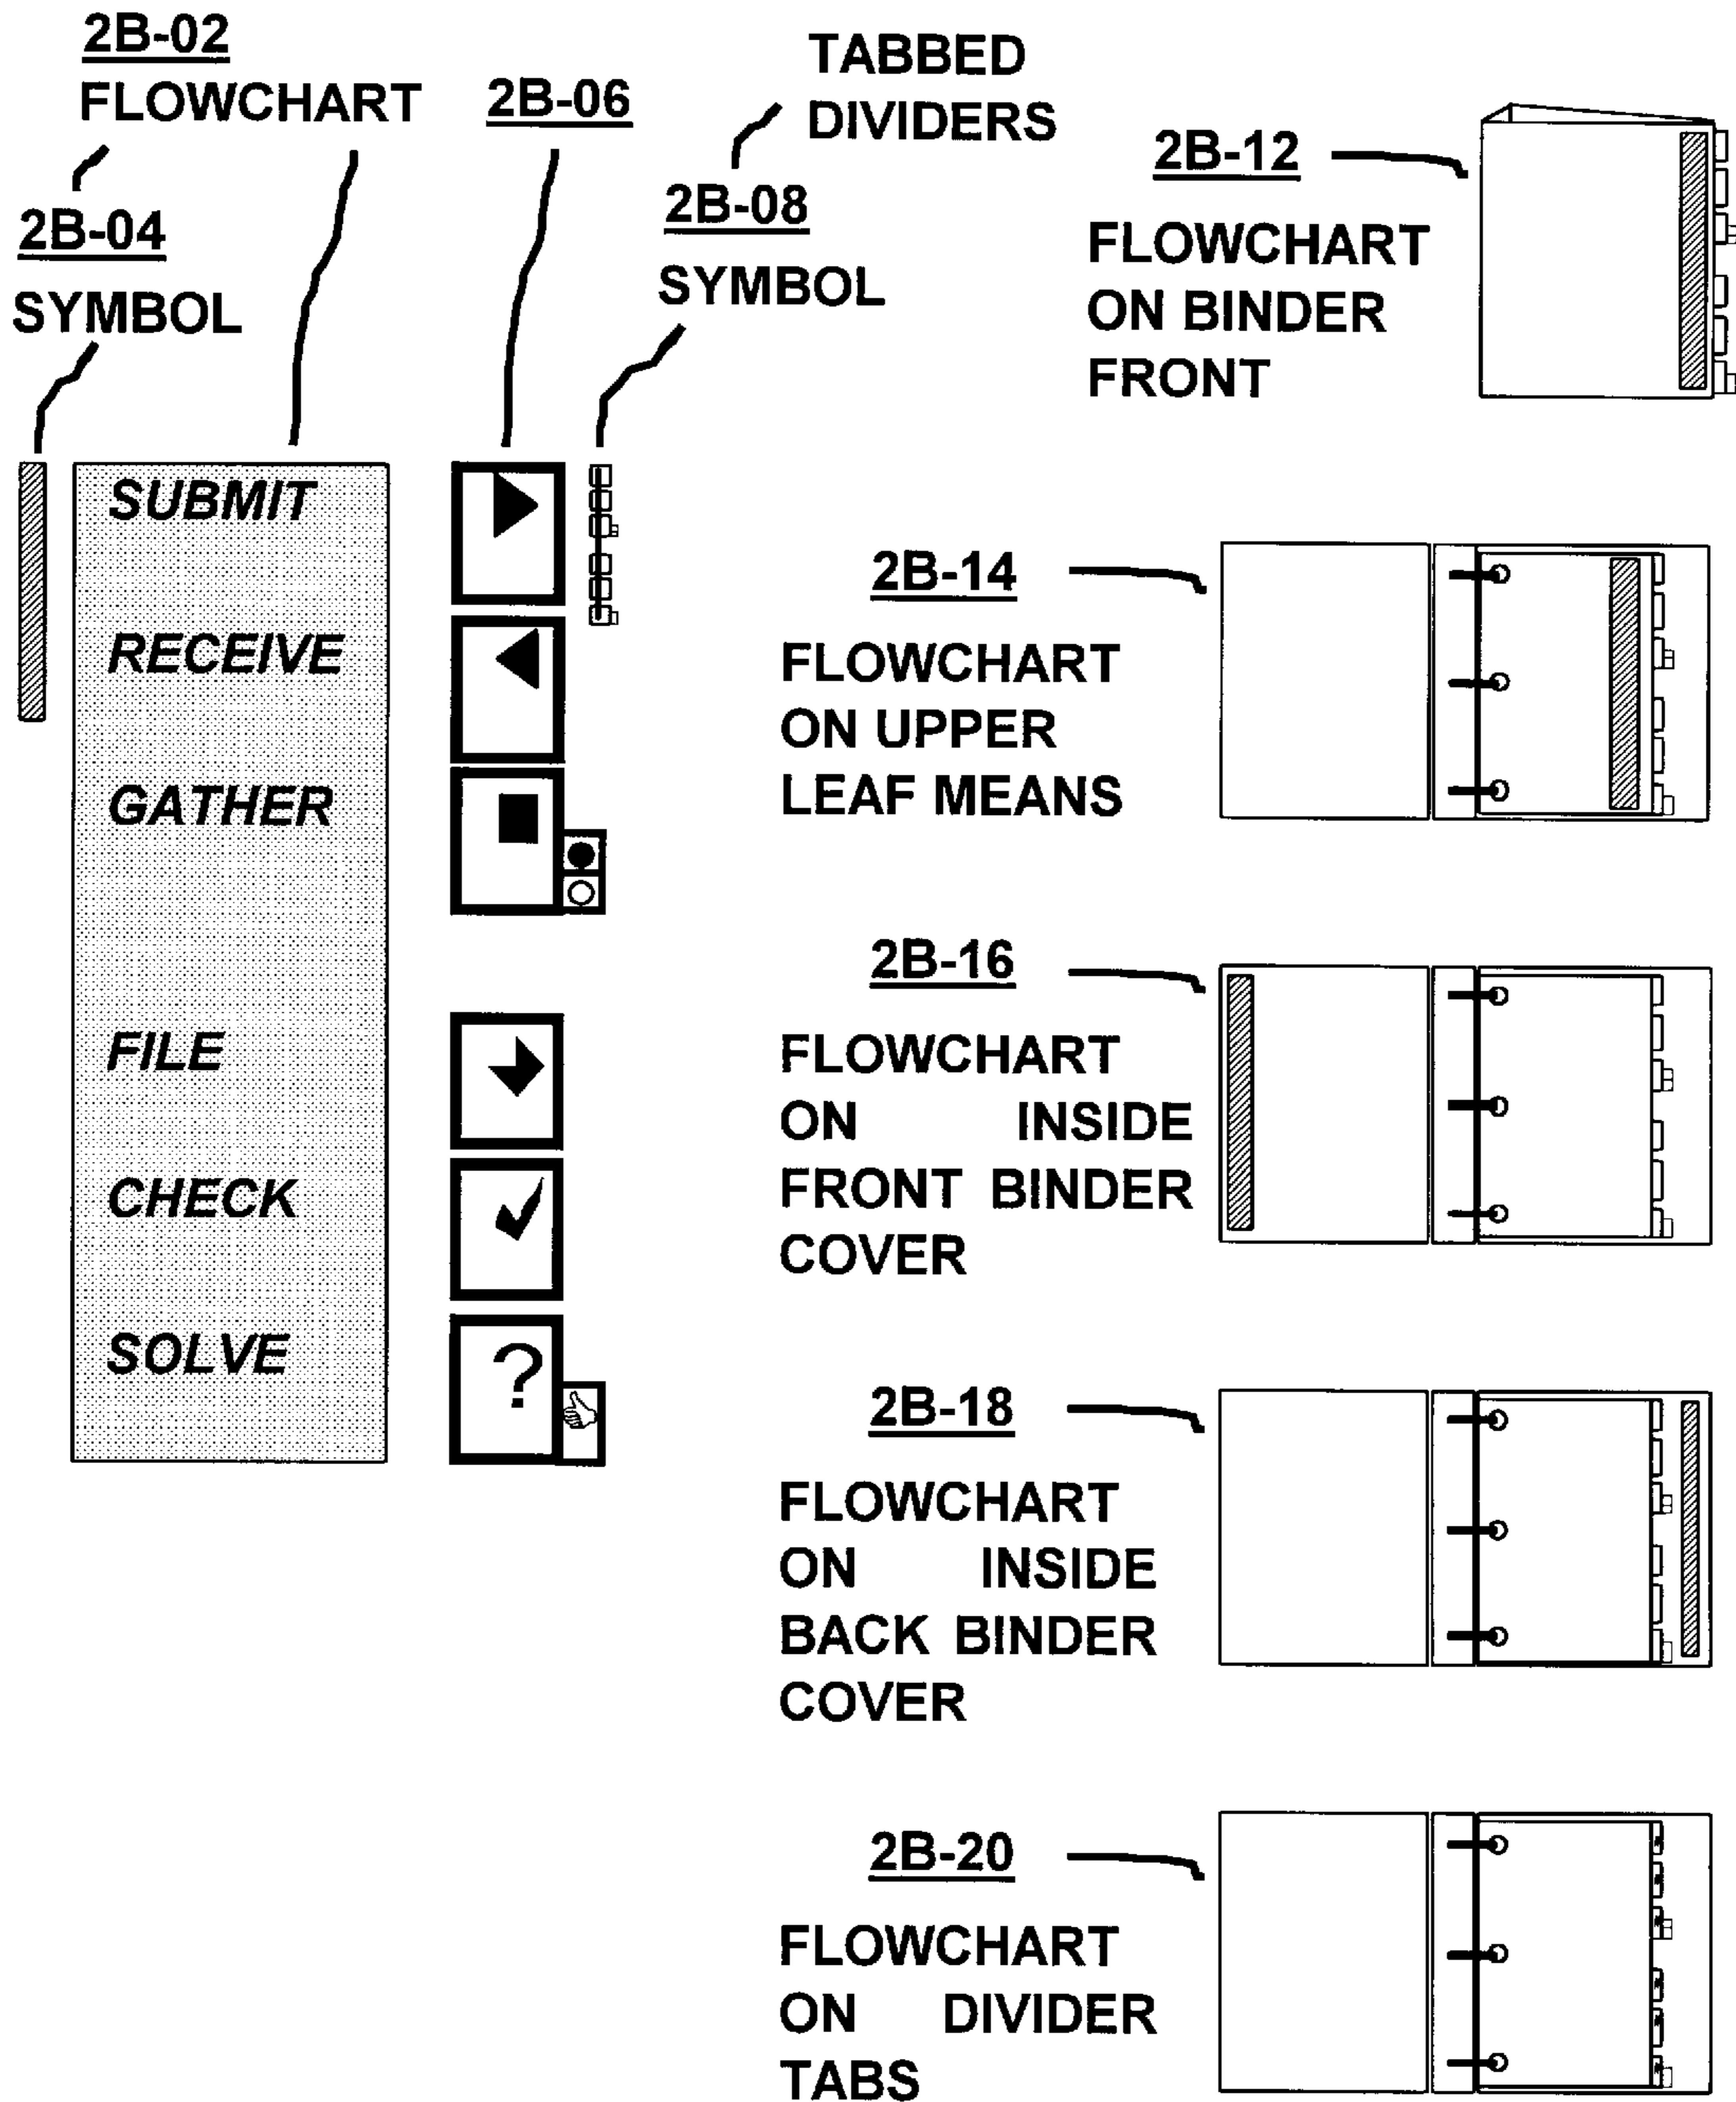 2B-02
FLOWCHART
2B-04
SYMBOL
2B-06
TABBED
DIVIDERS
2B-08
SYMBOL
SUBMIT
RECEIVE
GATHER
FILE
CHECK
SOLVE
?
2B-12
FLOWCHART
ON BINDER
FRONT
2B-14
FLOWCHART
ON UPPER
LEAF MEANS
2B-16
FLOWCHART
ON INSIDE
FRONT BINDER
COVER
2B-18
FLOWCHART
ON INSIDE
BACK BINDER
COVER
2B-20
FLOWCHART
ON DIVIDER
TABS